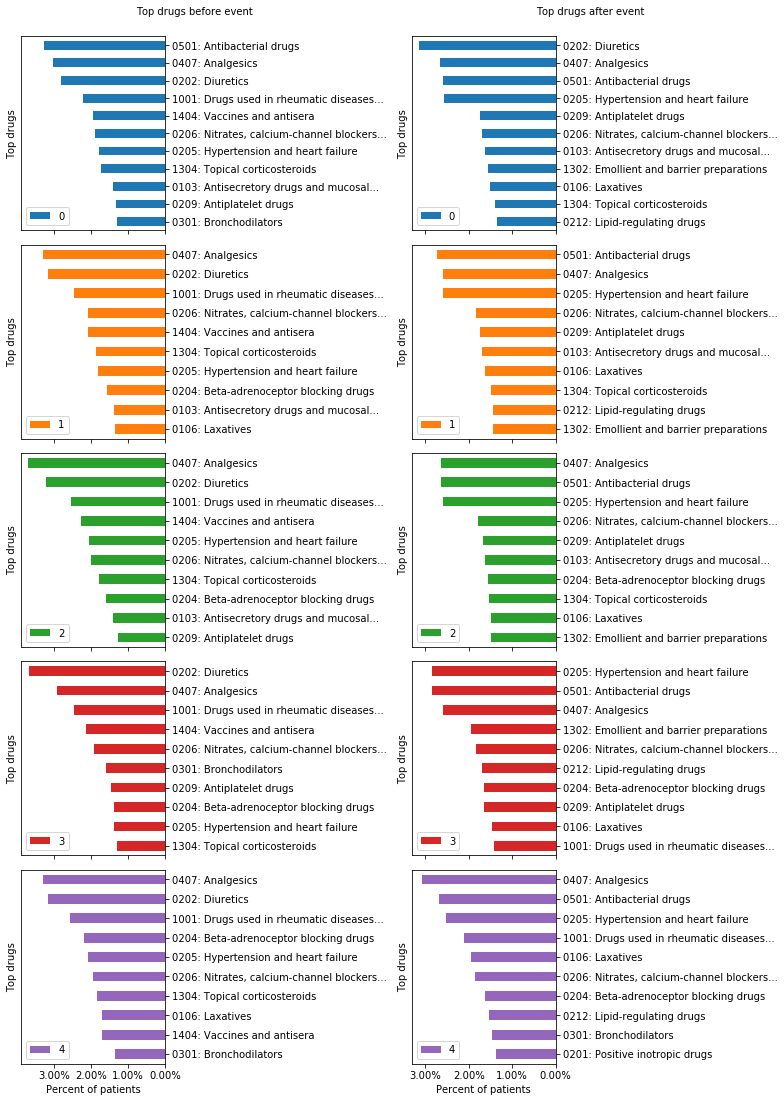 Top drugs before event
Top drugs
0501: Antibacterial drugs
0407: Analgesics
0202: Diuretics
1001: Drugs used in rheumatic diseases...
1404: Vaccines and antisera
0206: Nitrates, calcium-channel blockers...
0205: Hypertension and heart failure
1304: Topical corticosteroids
0103: Antisecretory drugs and mucosal...
0209: Antiplatelet drugs
0301: Bronchodilators
0
Top drugs
0407: Analgesics
0202: Diuretics
1001: Drugs used in rheumatic diseases...
0206: Nitrates, calcium-channel blockers...
1404: Vaccines and antisera
1304: Topical corticosteroids
0205: Hypertension and heart failure
0204: Beta-adrenoceptor blocking drugs
0103: Antisecretory drugs and mucosal...
0106: Laxatives
1
Top drugs
0407: Analgesics
0202: Diuretics
1001: Drugs used in rheumatic diseases...
1404: Vaccines and antisera
0205: Hypertension and heart failure
0206: Nitrates, calcium-channel blockers...
1304: Topical corticosteroids
0204: Beta-adrenoceptor blocking drugs
0103: Antisecretory drugs and mucosal...
0209: Antiplatelet drugs
2
Top drugs
0202: Diuretics
0407: Analgesics
1001: Drugs used in rheumatic diseases...
1404: Vaccines and antisera
0206: Nitrates, calcium-channel blockers...
0301: Bronchodilators
0209: Antiplatelet drugs
0204: Beta-adrenoceptor blocking drugs
0205: Hypertension and heart failure
1304: Topical corticosteroids
3
Top drugs
0407: Analgesics
0202: Diuretics
1001: Drugs used in rheumatic diseases...
0204: Beta-adrenoceptor blocking drugs
0205: Hypertension and heart failure
0206: Nitrates, calcium-channel blockers...
1304: Topical corticosteroids
0106: Laxatives
1404: Vaccines and antisera
0301: Bronchodilators
4
3.00% 2.00% 1.00% 0.00%
Percent of patients
Top drugs after event
Top drugs
0202: Diuretics
0407: Analgesics
0501: Antibacterial drugs
0205: Hypertension and heart failure
0209: Antiplatelet drugs
0206: Nitrates, calcium-channel blockers...
0103: Antisecretory drugs and mucosal...
1302: Emollient and barrier preparations
0106: Laxatives
1304: Topical corticosteroids
0212: Lipid-regulating drugs
0
Top drugs
0501: Antibacterial drugs
0407: Analgesics
0205: Hypertension and heart failure
0206: Nitrates, calcium-channel blockers...
0209: Antiplatelet drugs
0103: Antisecretory drugs and mucosal...
0106: Laxatives
1304: Topical corticosteroids
0212: Lipid-regulating drugs
1302: Emollient and barrier preparations
1
Top drugs
0407: Analgesics
0501: Antibacterial drugs
0205: Hypertension and heart failure
0206: Nitrates, calcium-channel blockers...
0209: Antiplatelet drugs
0103: Antisecretory drugs and mucosal...
0204: Beta-adrenoceptor blocking drugs
1304: Topical corticosteroids
0106: Laxatives
1302: Emollient and barrier preparations
2
Top drugs
0205: Hypertension and heart failure
0501: Antibacterial drugs
0407: Analgesics
1302: Emollient and barrier preparations
0206: Nitrates, calcium-channel blockers...
0212: Lipid-regulating drugs
0204: Beta-adrenoceptor blocking drugs
0209: Antiplatelet drugs
0106: Laxatives
1001: Drugs used in rheumatic diseases...
3
Top drugs
0407: Analgesics
0501: Antibacterial drugs
0205: Hypertension and heart failure
1001: Drugs used in rheumatic diseases...
0106: Laxatives
0206: Nitrates, calcium-channel blockers...
0204: Beta-adrenoceptor blocking drugs
0212: Lipid-regulating drugs
0301: Bronchodilators
0201: Positive inotropic drugs
4
3.00% 2.00% 1.00% 0.00%
Percent of patients